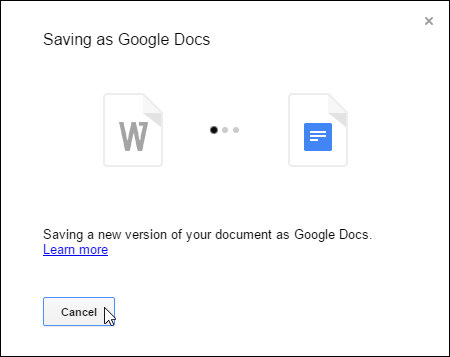 Saving as Google Docs
W
Saving a new version of your document as Google Docs.
Learn more
Cancel